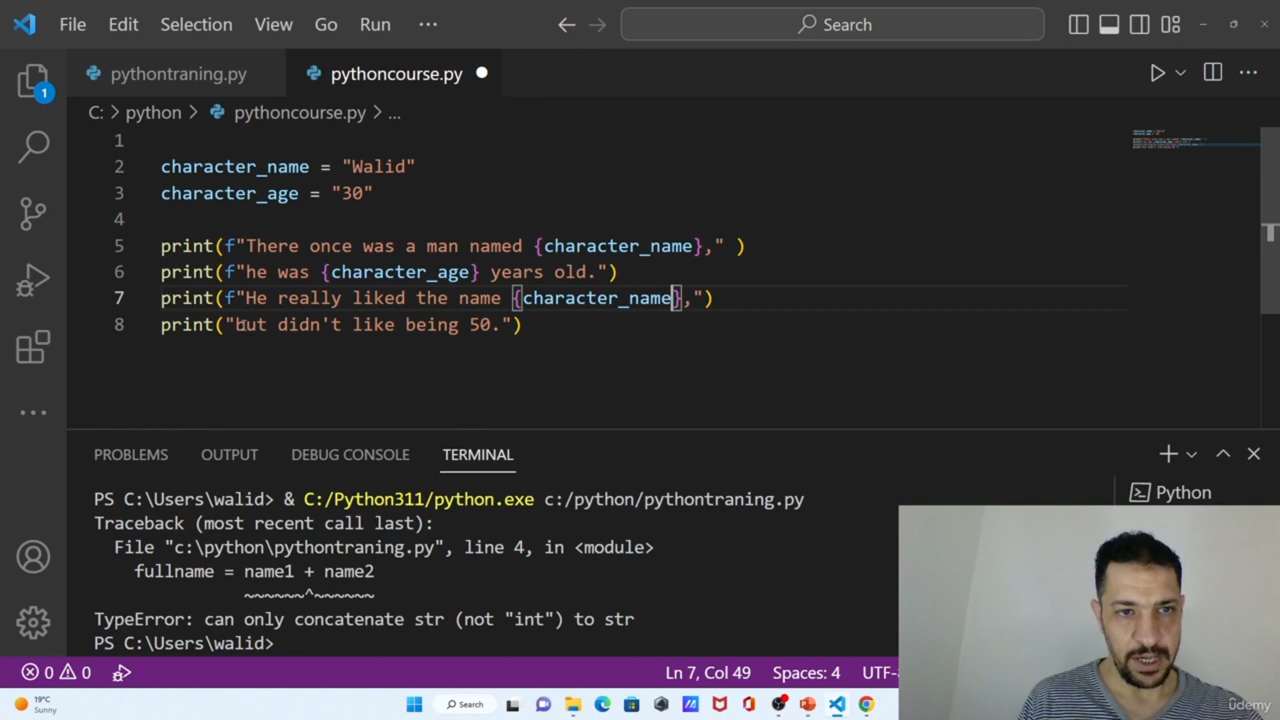 File Edit Selection View Go Run ··· Search
pythontraning.py pythoncourse.py
1
C: > python > pythoncourse.py > ...
1
2 character_name = "Walid"
3 character_age = "30"
4
5 print(f"There once was a man named {character_name}," )
6 print(f"he was {character_age} years old.")
7 print(f"He really liked the name {character_name},")
8 print("but didn't like being 50.")
PROBLEMS OUTPUT DEBUG CONSOLE TERMINAL
PS C:\Users\walid> & C:/Python311/python.exe c:/python/pythontraning.py
Python
Traceback (most recent call last):
File "c:\python\pythontraning.py", line 4, in <module>
fullname = name1 + name2
~~~~~~^~~~~~~
TypeError: can only concatenate str (not "int") to str
PS C:\Users\walid>
0 0 Ln 7, Col 49 Spaces: 4 UTF-
19°C
Sunny
Search
udemy